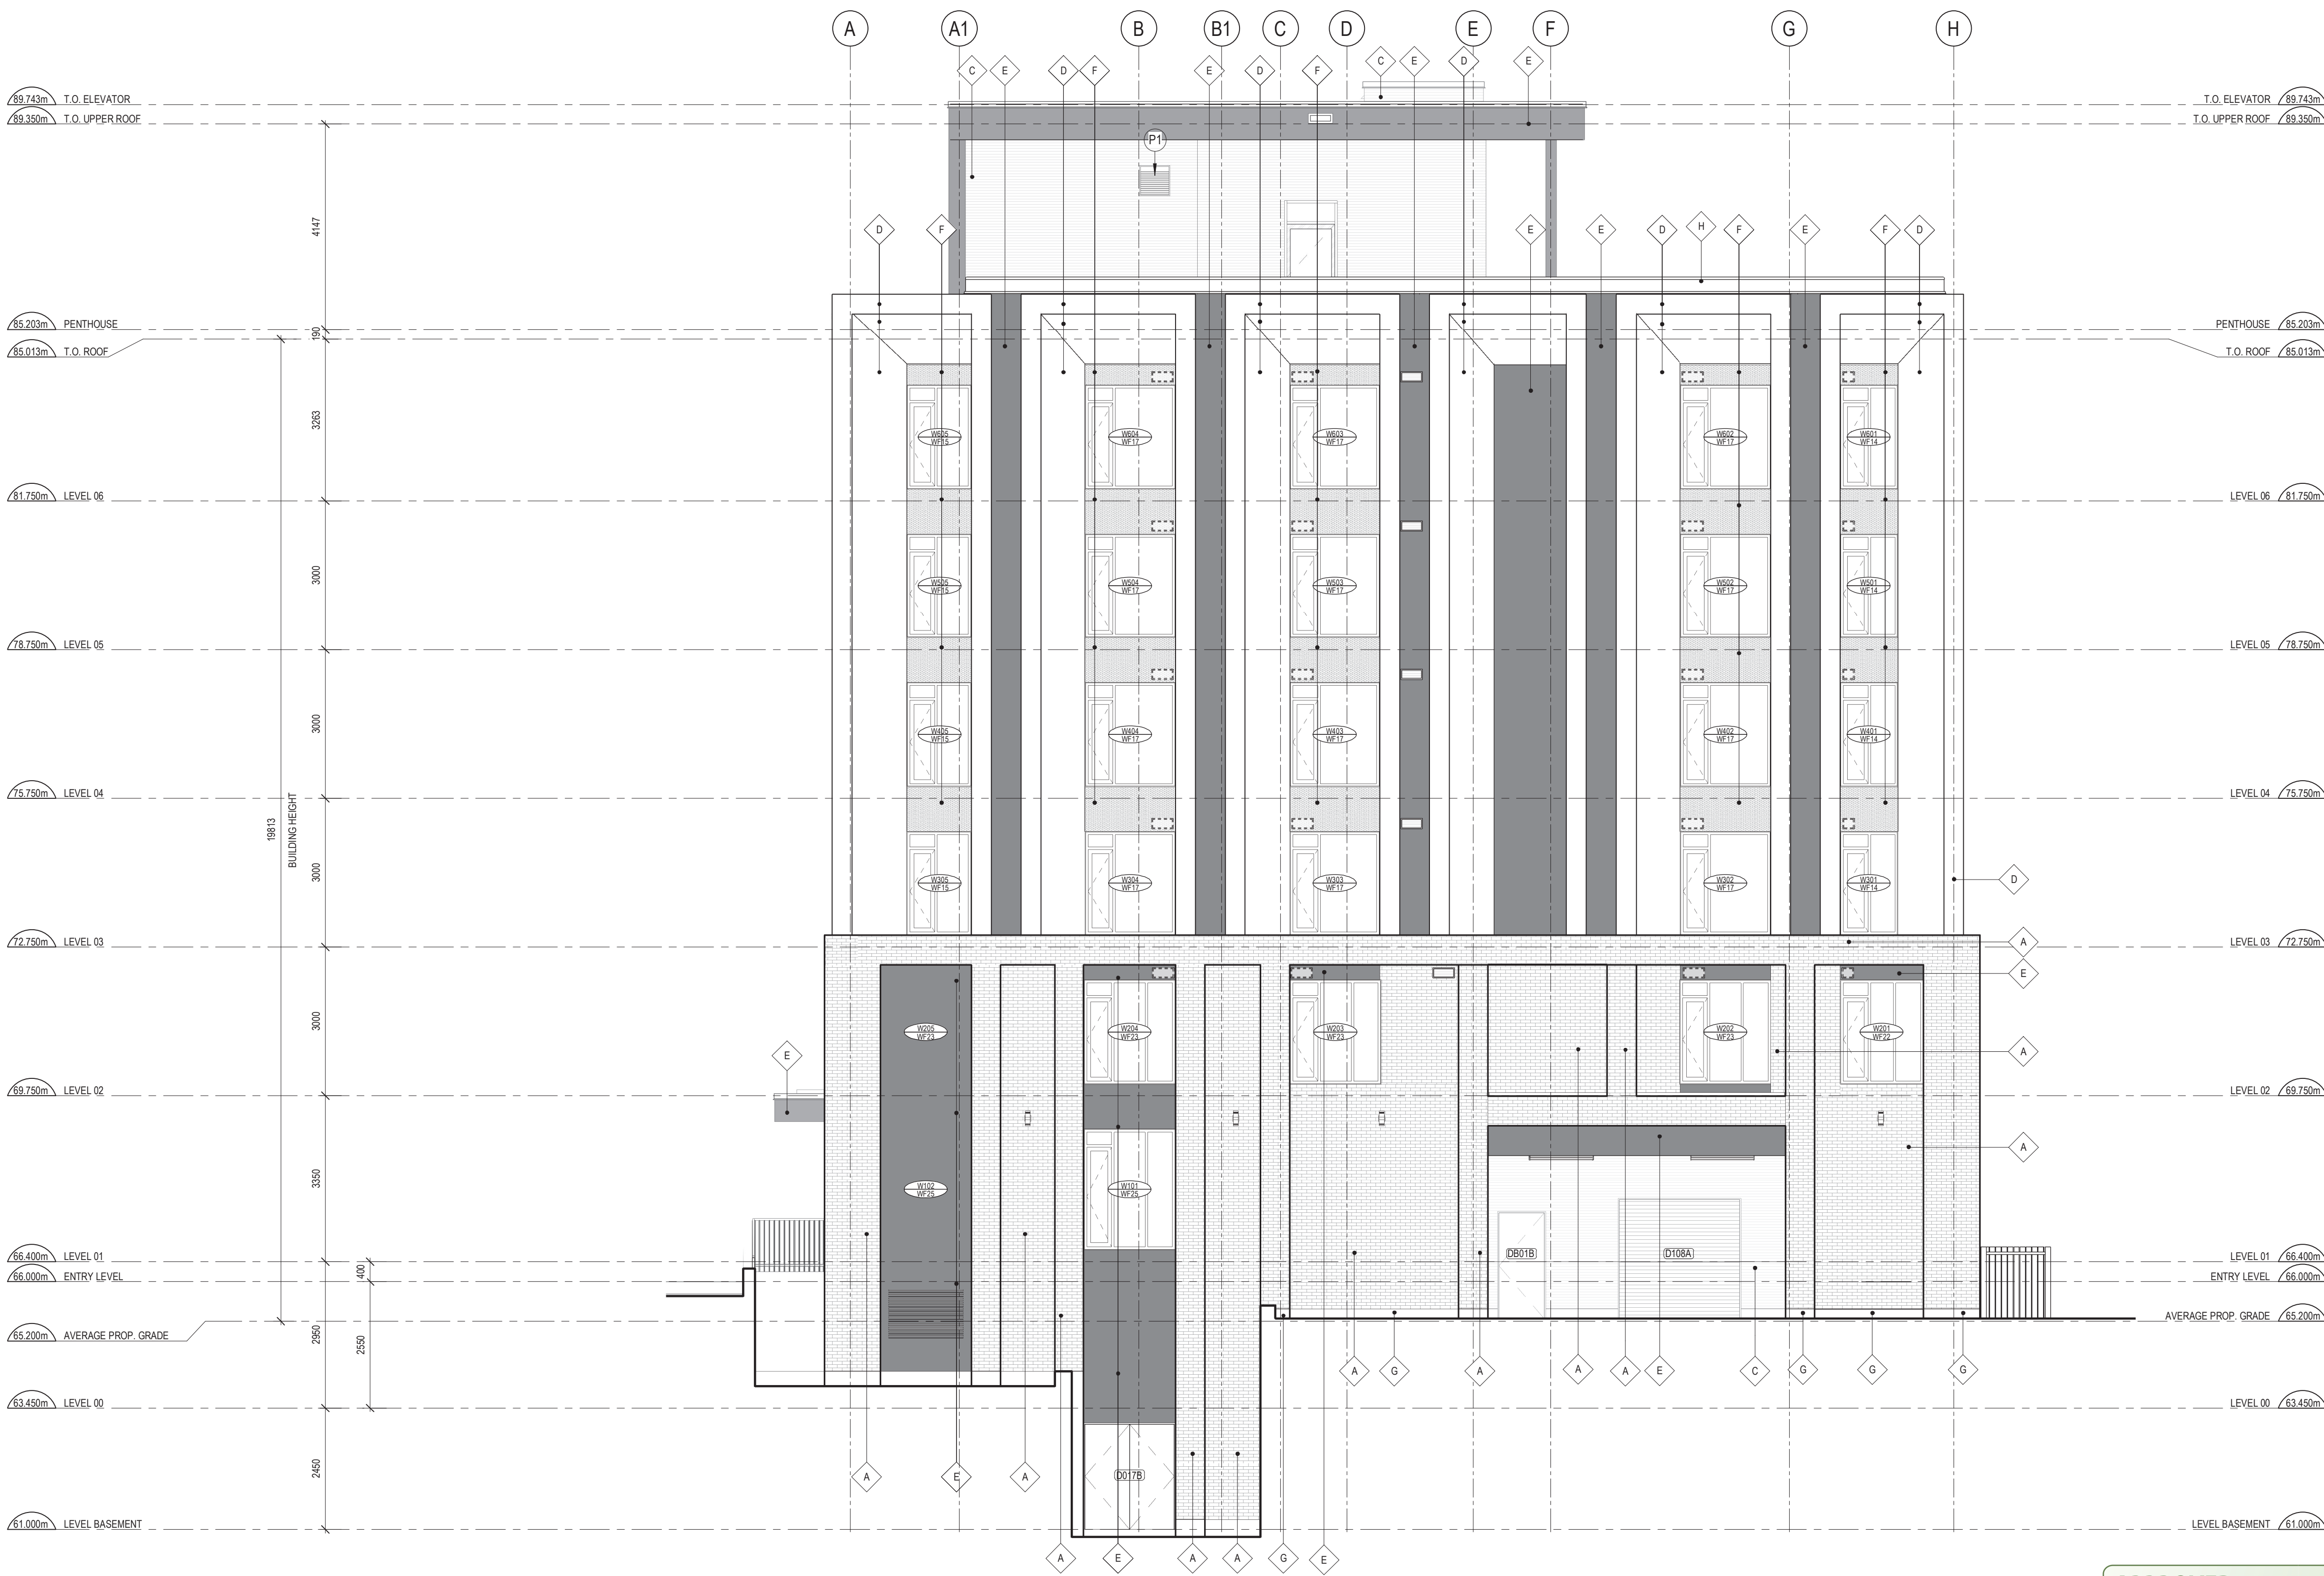 A A1 B B1 C D E F G H
C E D F E D F C E D E
89.743m T.O. ELEVATOR T.O. ELEVATOR 89.743m
89.350m T.O. UPPER ROOF T.O. UPPER ROOF 89.350m
P1
4147
D F E E D H F E F D
85.203m PENTHOUSE PENTHOUSE 85.203m
190
85.013m T.O. ROOF T.O. ROOF 85.013m
3263
W605 W604 W603 W602 W601
WF15 WF17 WF17 WF17 WF14
81.750m LEVEL 06 LEVEL 06 81.750m
3000
W505 W504 W503 W502 W501
WF15 WF17 WF17 WF17 WF14
78.750m LEVEL 05 LEVEL 05 78.750m
3000
W405 W404 W403 W402 W401
WF15 WF17 WF17 WF17 WF14
75.750m LEVEL 04 LEVEL 04 75.750m
19813
BUILDING HEIGHT
3000
W305 W304 W303 W302 W301
WF15 WF17 WF17 WF17 WF14
D
72.750m LEVEL 03 LEVEL 03 72.750m
A
E
3000
W205 W204 W203 W202 W201
WF23 WF23 WF23 WF23 WF22
E A
69.750m LEVEL 02 LEVEL 02 69.750m
A
3350
W102 W101
WF25 WF25
DB01B D108A
66.400m LEVEL 01 LEVEL 01 66.400m
400
66.000m ENTRY LEVEL ENTRY LEVEL 66.000m
65.200m AVERAGE PROP. GRADE AVERAGE PROP. GRADE 65.200m
2950
2550
A G A A A E C G G G
63.450m LEVEL 00 LEVEL 00 63.450m
2450
A E A
D017B
61.000m LEVEL BASEMENT LEVEL BASEMENT 61.000m
A E A A G E